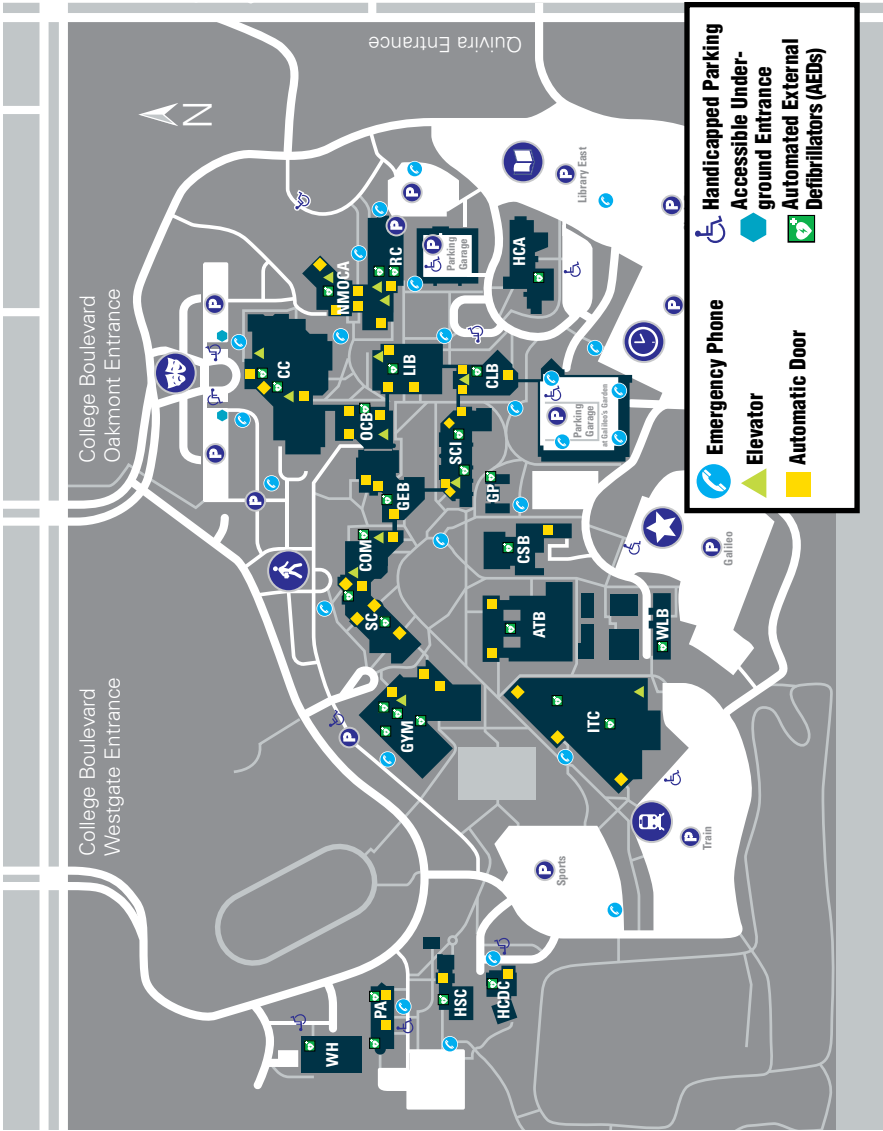 College Boulevard
Westgate Entrance
College Boulevard
Oakmont Entrance
Quivira Entrance
N
WH
PA
HSC
HCDC
GYM
SC
COM
GEB
OCB
CC
NMOCA
RC
LIB
CLB
SCI
GP
CSB
ATB
WLB
ITC
HCA
P
P
P
P
P
P
P
Parking
Garage
P
Parking
Garage
at Galileo's Garden
P
Library East
P
P
P
Galileo
P
Train
P
Sports
Emergency Phone
Elevator
Automatic Door
Handicapped Parking
Accessible Under-
ground Entrance
Automated External
Defibrillators (AEDs)